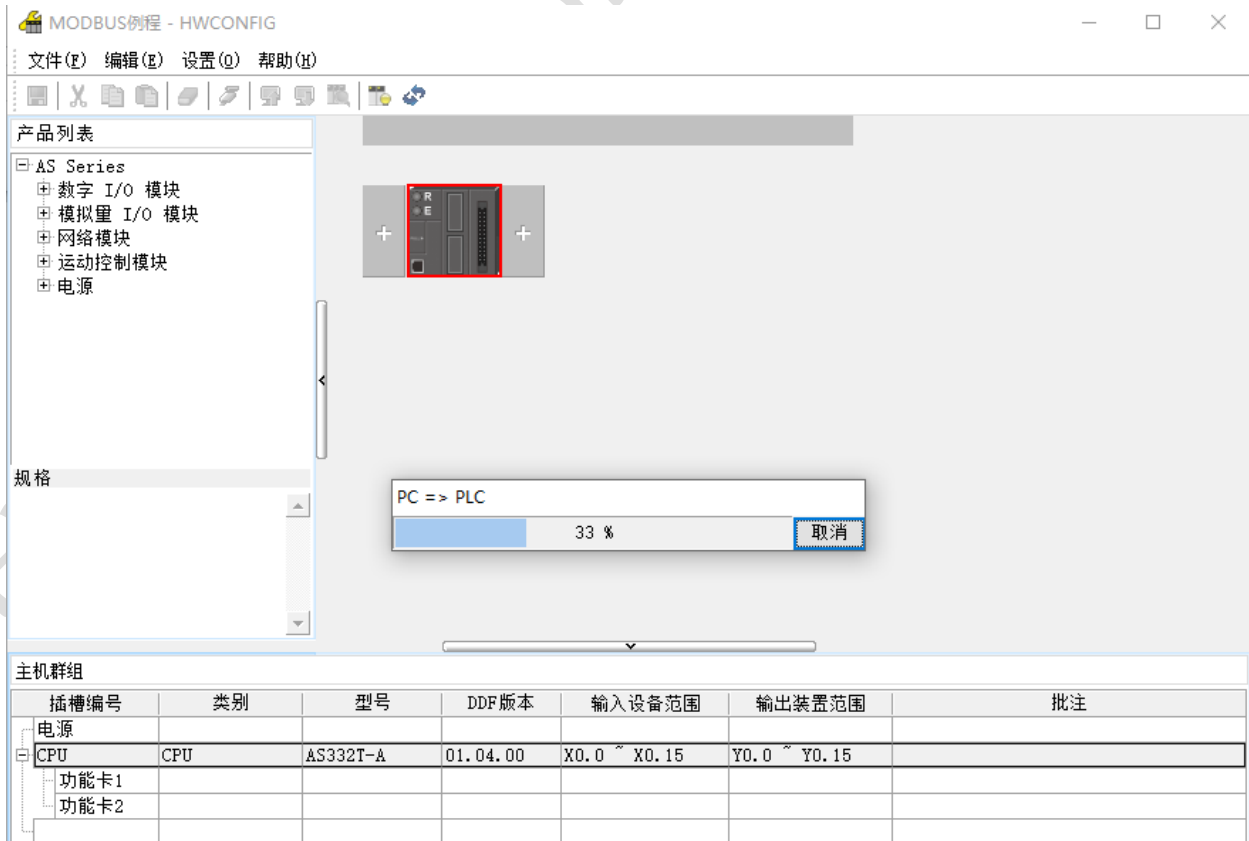 MODBUS例程 - HWCONFIG
文件(F) 编辑(E) 设置(O) 帮助(H)
产品列表
AS Series
数字 I/O 模块
模拟量 I/O 模块
网络模块
运动控制模块
电源
R
E
规格
PC => PLC
33 %
取消
主机群组
插槽编号 类别 型号 DDF版本 输入设备范围 输出装置范围 批注
电源
CPU CPU AS332T-A 01.04.00 X0.0 ~ X0.15 Y0.0 ~ Y0.15
功能卡1
功能卡2